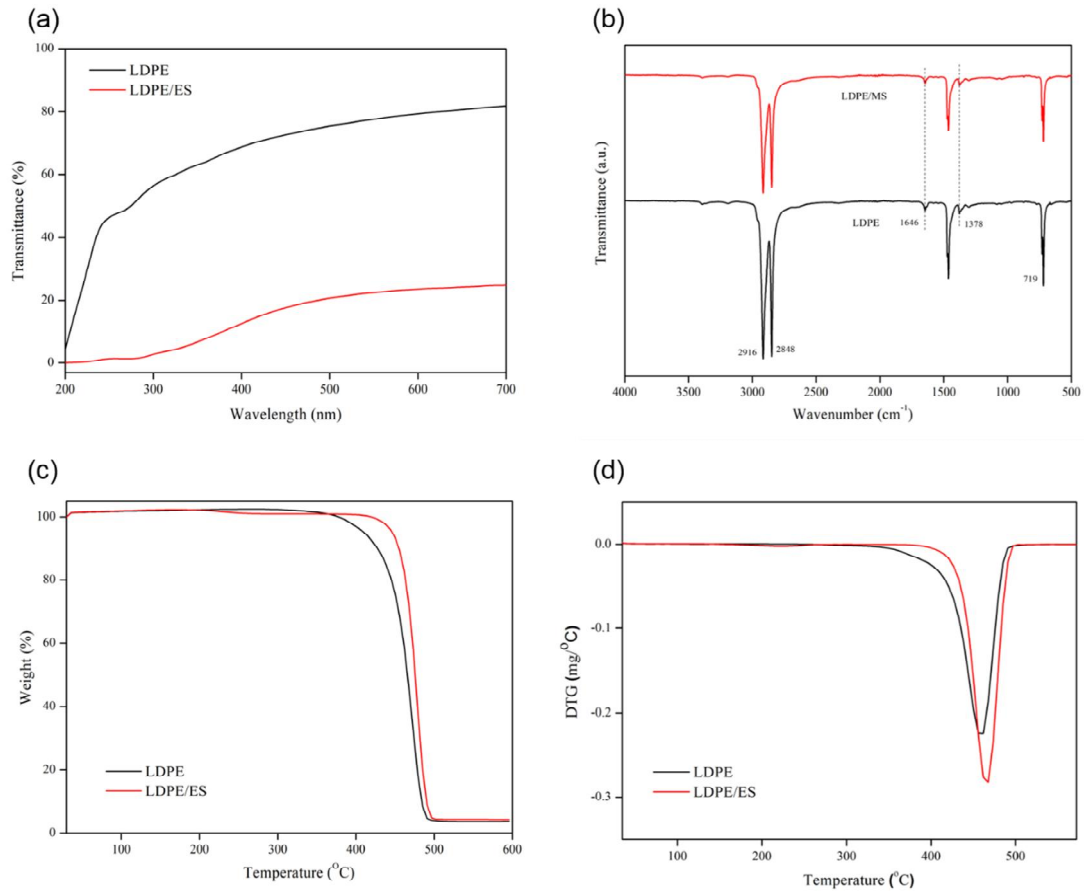 (a)
100
80
60
40
20
0
Transmittance (%)
LDPE
LDPE/ES
200 300 400 500 600 700
Wavelength (nm)
(b)
Transmittance (a.u.)
LDPE/MS
LDPE
1646
1378
719
2916
2848
4000 3500 3000 2500 2000 1500 1000 500
Wavenumber (cm⁻¹)
(c)
100
80
60
40
20
0
Weight (%)
LDPE
LDPE/ES
100 200 300 400 500 600
Temperature (°C)
(d)
0.0
-0.1
-0.2
-0.3
DTG (mg/°C)
LDPE
LDPE/ES
100 200 300 400 500
Temperature (°C)